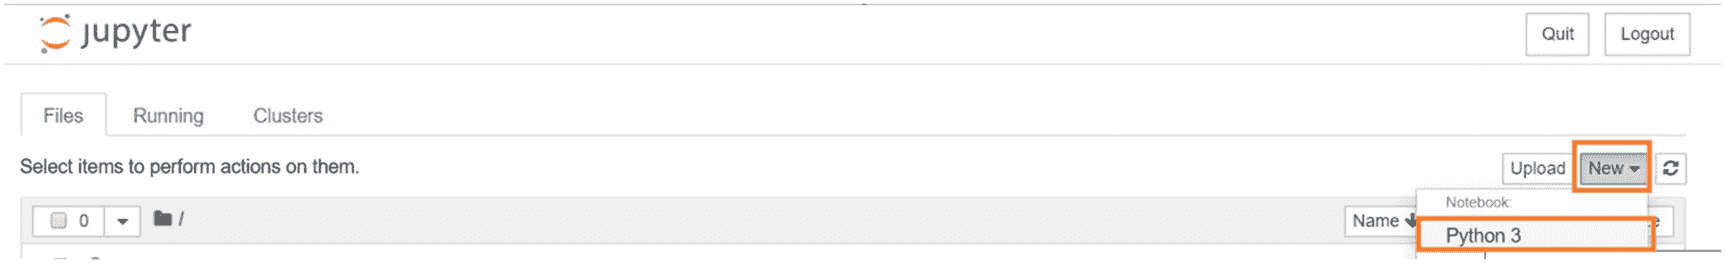 jupyter
Quit Logout
Files Running Clusters
Select items to perform actions on them.
Upload New
0 / Name
Notebook:
Python 3